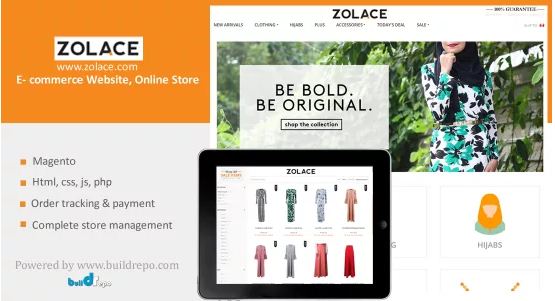 ZOLACE
www.zolace.com
E- commerce Website, Online Store
Magento
Html, css, js, php
Order tracking & payment
Complete store management
Powered by www.buildrepo.com
build repo
100% GUARANTEE
ZOLACE
NEW ARRIVALS CLOTHING HIJABS PLUS ACCESSORIES TODAY'S DEAL SALE
BE BOLD.
BE ORIGINAL.
shop the collection
ZOLACE
SALE ITEMS
G
HIJABS